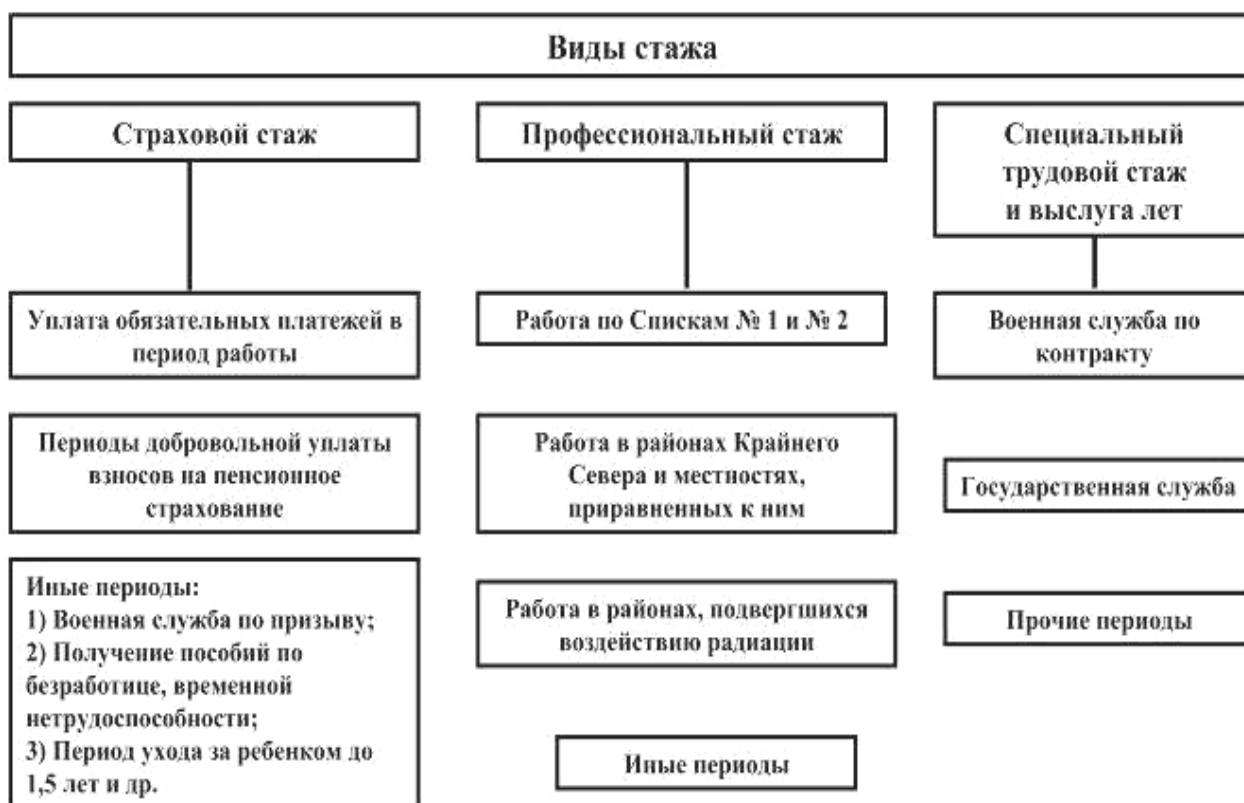 Виды стажа
Страховой стаж
Уплата обязательных платежей в
период работы
Периоды добровольной уплаты
взносов на пенсионное
страхование
Иные периоды:
1) Военная служба по призыву;
2) Получение пособий по
безработице, временной
нетрудоспособности;
3) Период ухода за ребенком до
1,5 лет и др.
Профессиональный стаж
Работа по Спискам № 1 и № 2
Работа в районах Крайнего
Севера и местностях,
приравненных к ним
Работа в районах, подвергшихся
воздействию радиации
Иные периоды
Специальный
трудовой стаж
и выслуга лет
Военная служба по
контракту
Государственная служба
Прочие периоды